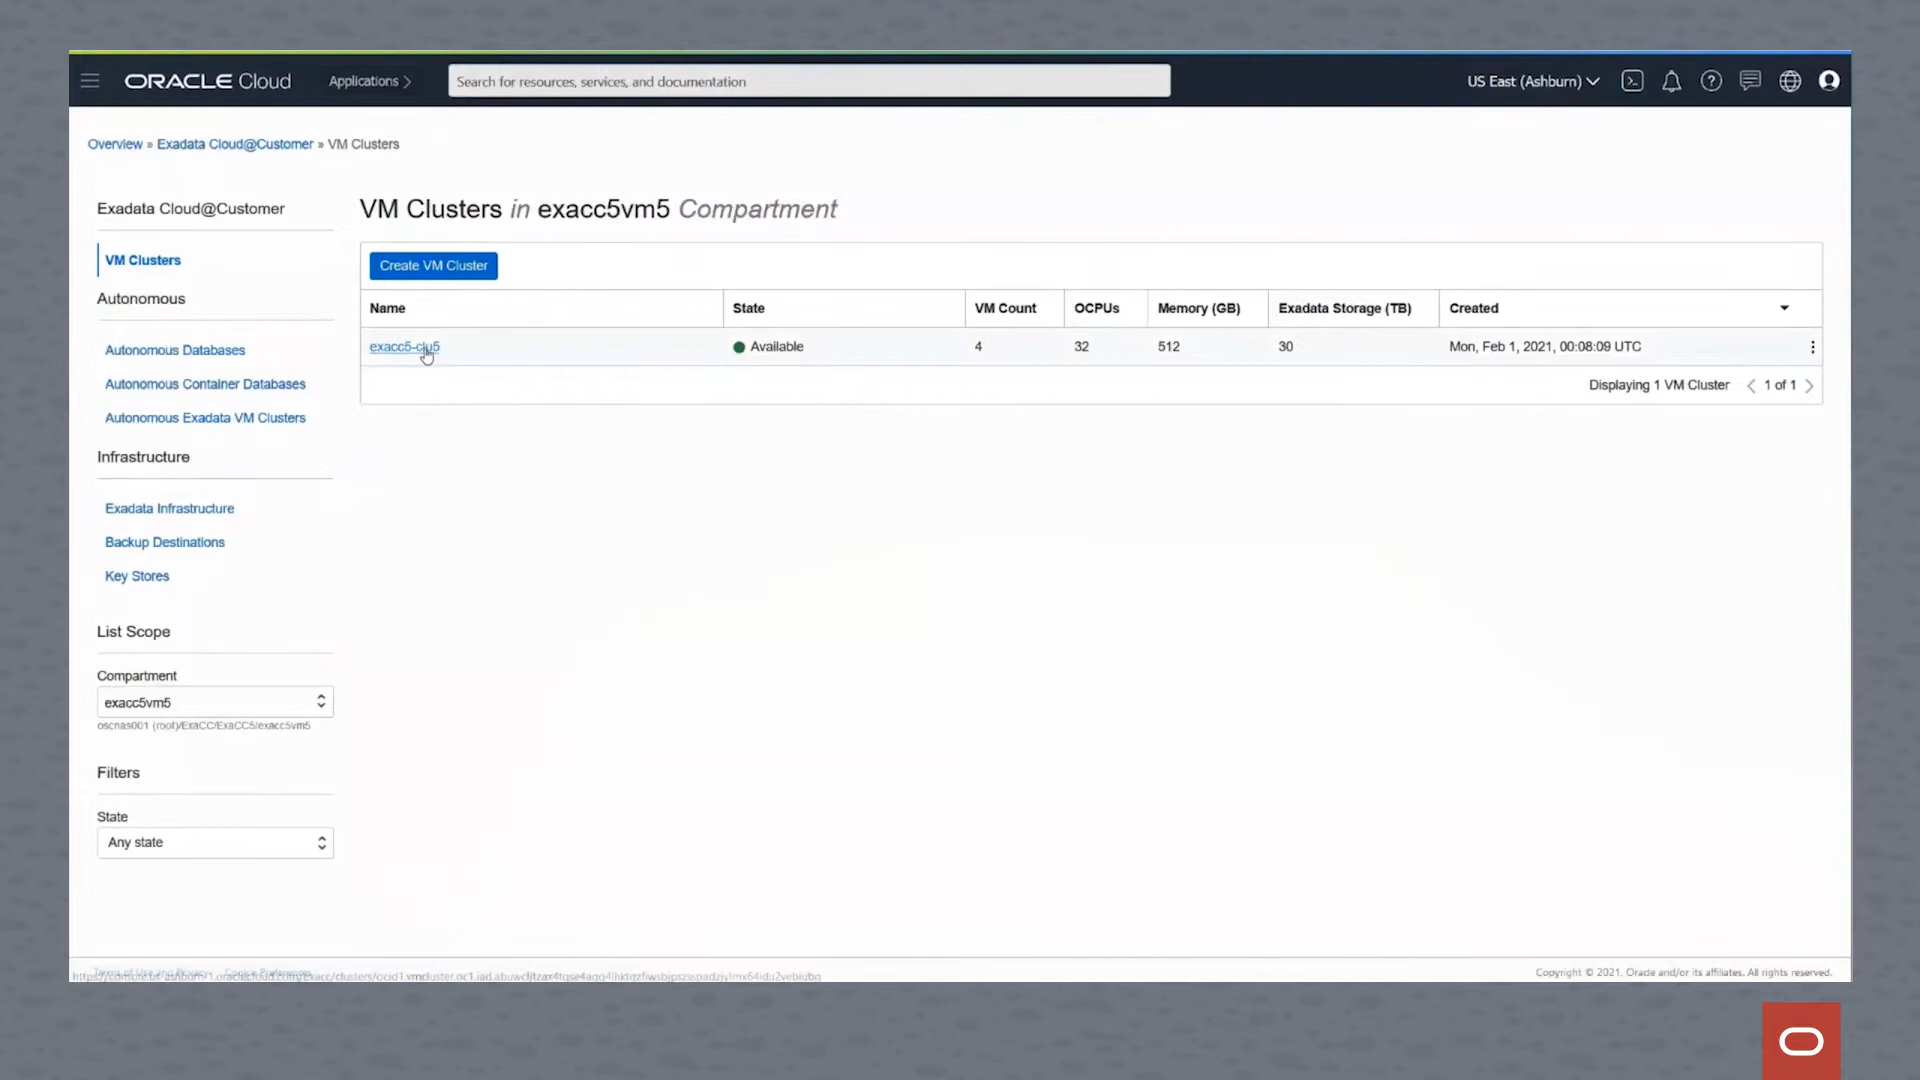 ORACLE Cloud
Applications
Search for resources, services, and documentation
US East (Ashburn)
Overview » Exadata Cloud@Customer » VM Clusters
Exadata Cloud@Customer
VM Clusters
Autonomous
Autonomous Databases
Autonomous Container Databases
Autonomous Exadata VM Clusters
Infrastructure
Exadata Infrastructure
Backup Destinations
Key Stores
List Scope
Compartment
exacc5vm5
oscnas001 (root)/ExaCC/ExaCC5/exacc5vm5
Filters
State
Any state
VM Clusters in exacc5vm5 Compartment
Create VM Cluster
Name State VM Count OCPUs Memory (GB) Exadata Storage (TB) Created
exacc5-clu5 Available 4 32 512 30 Mon, Feb 1, 2021, 00:08:09 UTC
Displaying 1 VM Cluster 1 of 1
Copyright © 2021, Oracle and/or its affiliates. All rights reserved.